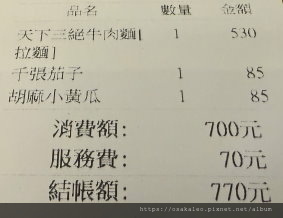 品名 數量 金額
天下三絕牛肉麵[ 1 530
拉麵]
千張茄子 1 85
胡麻小黃瓜 1 85
消費額: 700元
服務費: 70元
結帳額: 770元
https://osakaleo.pixnet.net/album